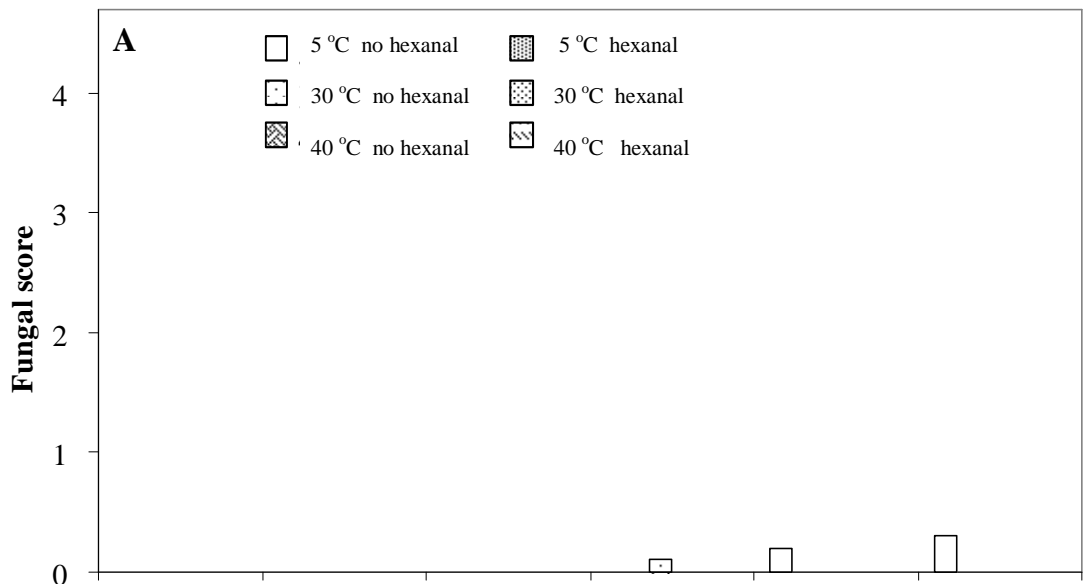 A
5 °C no hexanal
5 °C hexanal
30 °C no hexanal
30 °C hexanal
40 °C no hexanal
40 °C hexanal
Fungal score
4
3
2
1
0